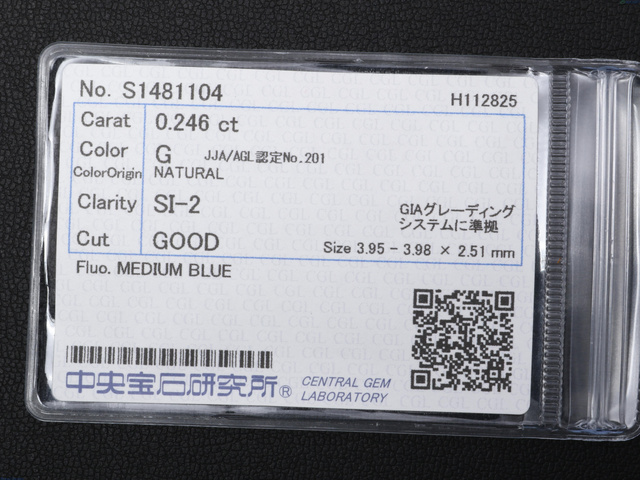 No. S1481104
H112825
Carat 0.246 ct
Color G JJA/AGL認定No.201
ColorOrigin NATURAL
Clarity SI-2
GIAグレーディング
システムに準拠
Cut GOOD
Size 3.95 - 3.98 × 2.51 mm
Fluo. MEDIUM BLUE
中央宝石研究所® CENTRAL GEM
LABORATORY